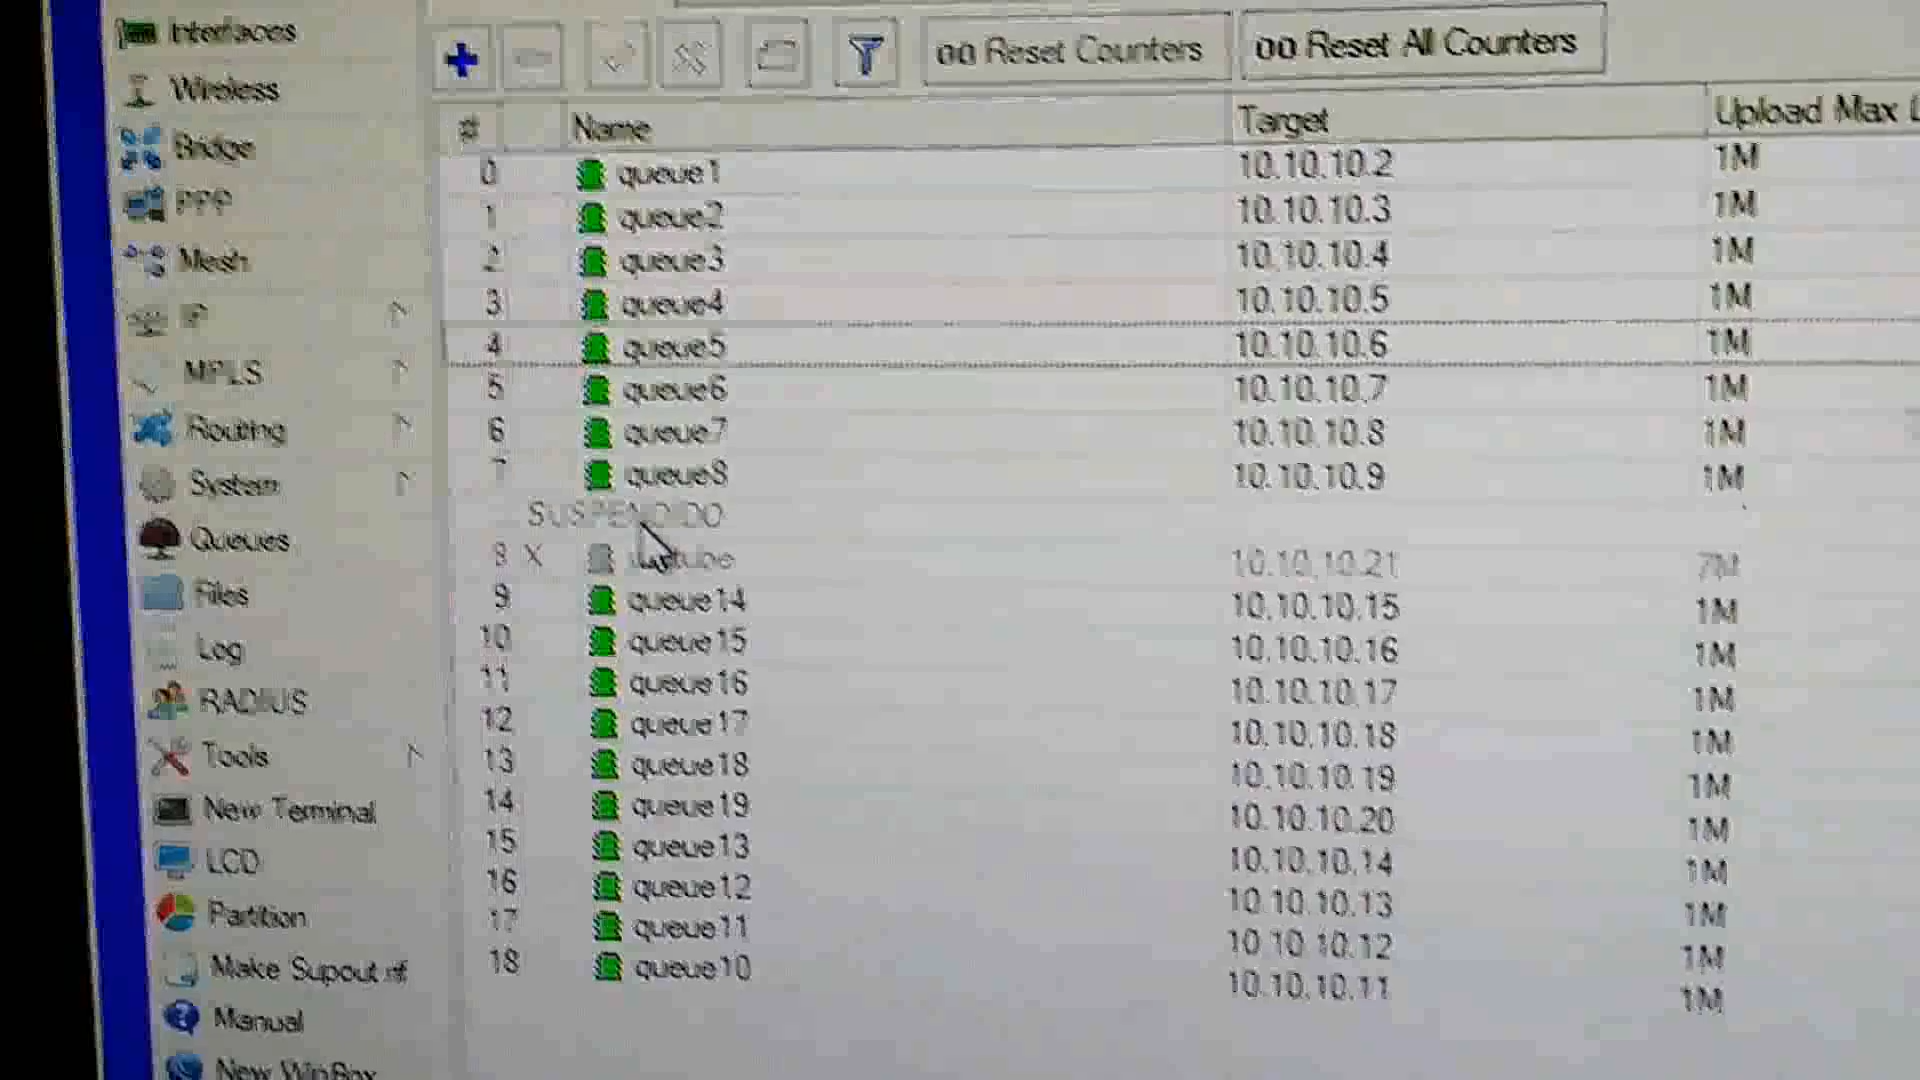 Interfaces
Wireless
Bridge
PPP
Mesh
IP
MPLS
Routing
System
Queues
Files
Log
RADIUS
Tools
New Terminal
LCD
Partition
Make Supout.rif
Manual
New WinBox
00 Reset Counters 00 Reset All Counters
# Name Target Upload Max L
0 queue1 10.10.10.2 1M
1 queue2 10.10.10.3 1M
2 queue3 10.10.10.4 1M
3 queue4 10.10.10.5 1M
4 queue5 10.10.10.6 1M
5 queue6 10.10.10.7 1M
6 queue7 10.10.10.8 1M
7 queue8 10.10.10.9 1M
SUSPENDIDO
8 X 10.10.10.21 7M
9 queue14 10.10.10.15 1M
10 queue15 10.10.10.16 1M
11 queue16 10.10.10.17 1M
12 queue17 10.10.10.18 1M
13 queue18 10.10.10.19 1M
14 queue19 10.10.10.20 1M
15 queue13 10.10.10.14 1M
16 queue12 10.10.10.13 1M
17 queue11 10.10.10.12 1M
18 queue10 10.10.10.11 1M